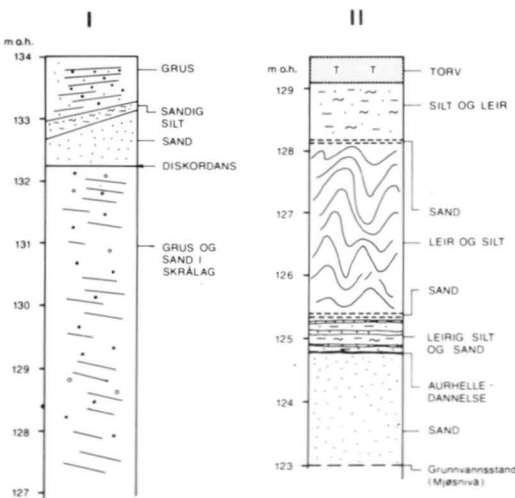 I
m o.h.
134
133
132
131
130
129
128
127
GRUS
SANDIG
SILT
SAND
DISKORDANS
GRUS OG
SAND I
SKRÅLAG
II
m o.h.
129
128
127
126
125
124
123
T T
TORV
SILT OG LEIR
SAND
LEIR OG SILT
SAND
LEIRIG SILT
OG SAND
AURHELLE-
DANNELSE
SAND
Grunnvannsstand
(Mjøsnivå)